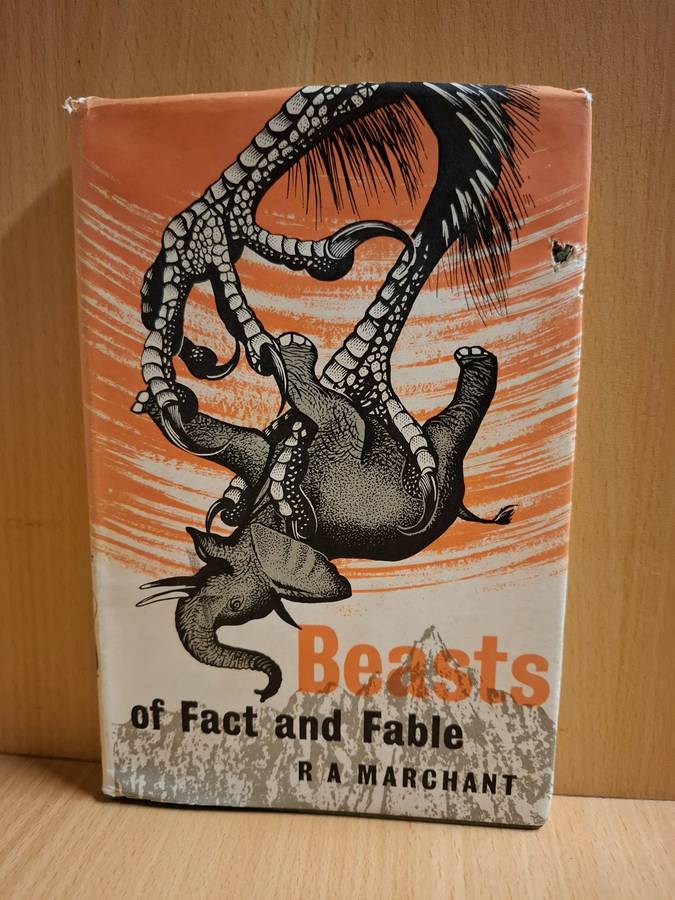 Beasts
of Fact and Fable
R A MARCHANT